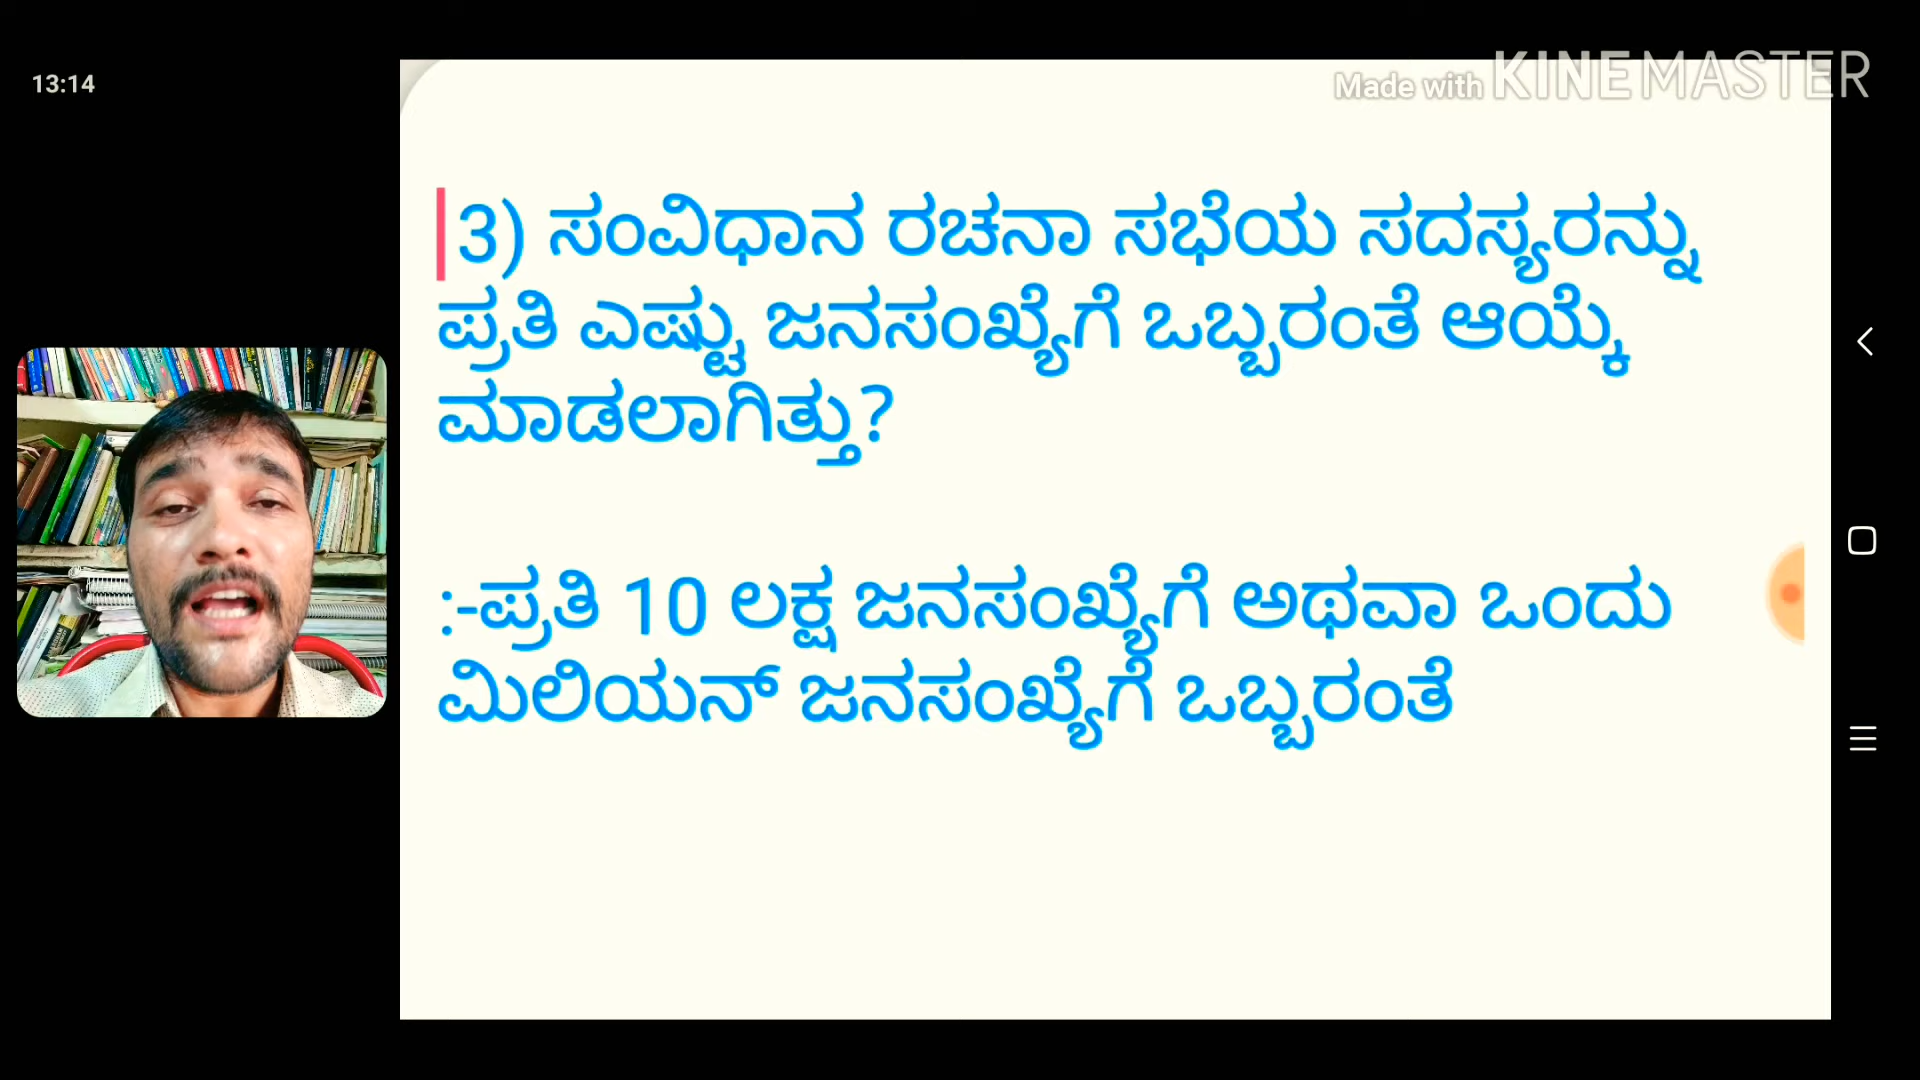 13:14
Made with KINEMASTER
3) ಸಂವಿಧಾನ ರಚನಾ ಸಭೆಯ ಸದಸ್ಯರನ್ನು
ಪ್ರತಿ ಎಷ್ಟು ಜನಸಂಖ್ಯೆಗೆ ಒಬ್ಬರಂತೆ ಆಯ್ಕೆ
ಮಾಡಲಾಗಿತ್ತು?
:-ಪ್ರತಿ 10 ಲಕ್ಷ ಜನಸಂಖ್ಯೆಗೆ ಅಥವಾ ಒಂದು
ಮಿಲಿಯನ್ ಜನಸಂಖ್ಯೆಗೆ ಒಬ್ಬರಂತೆ